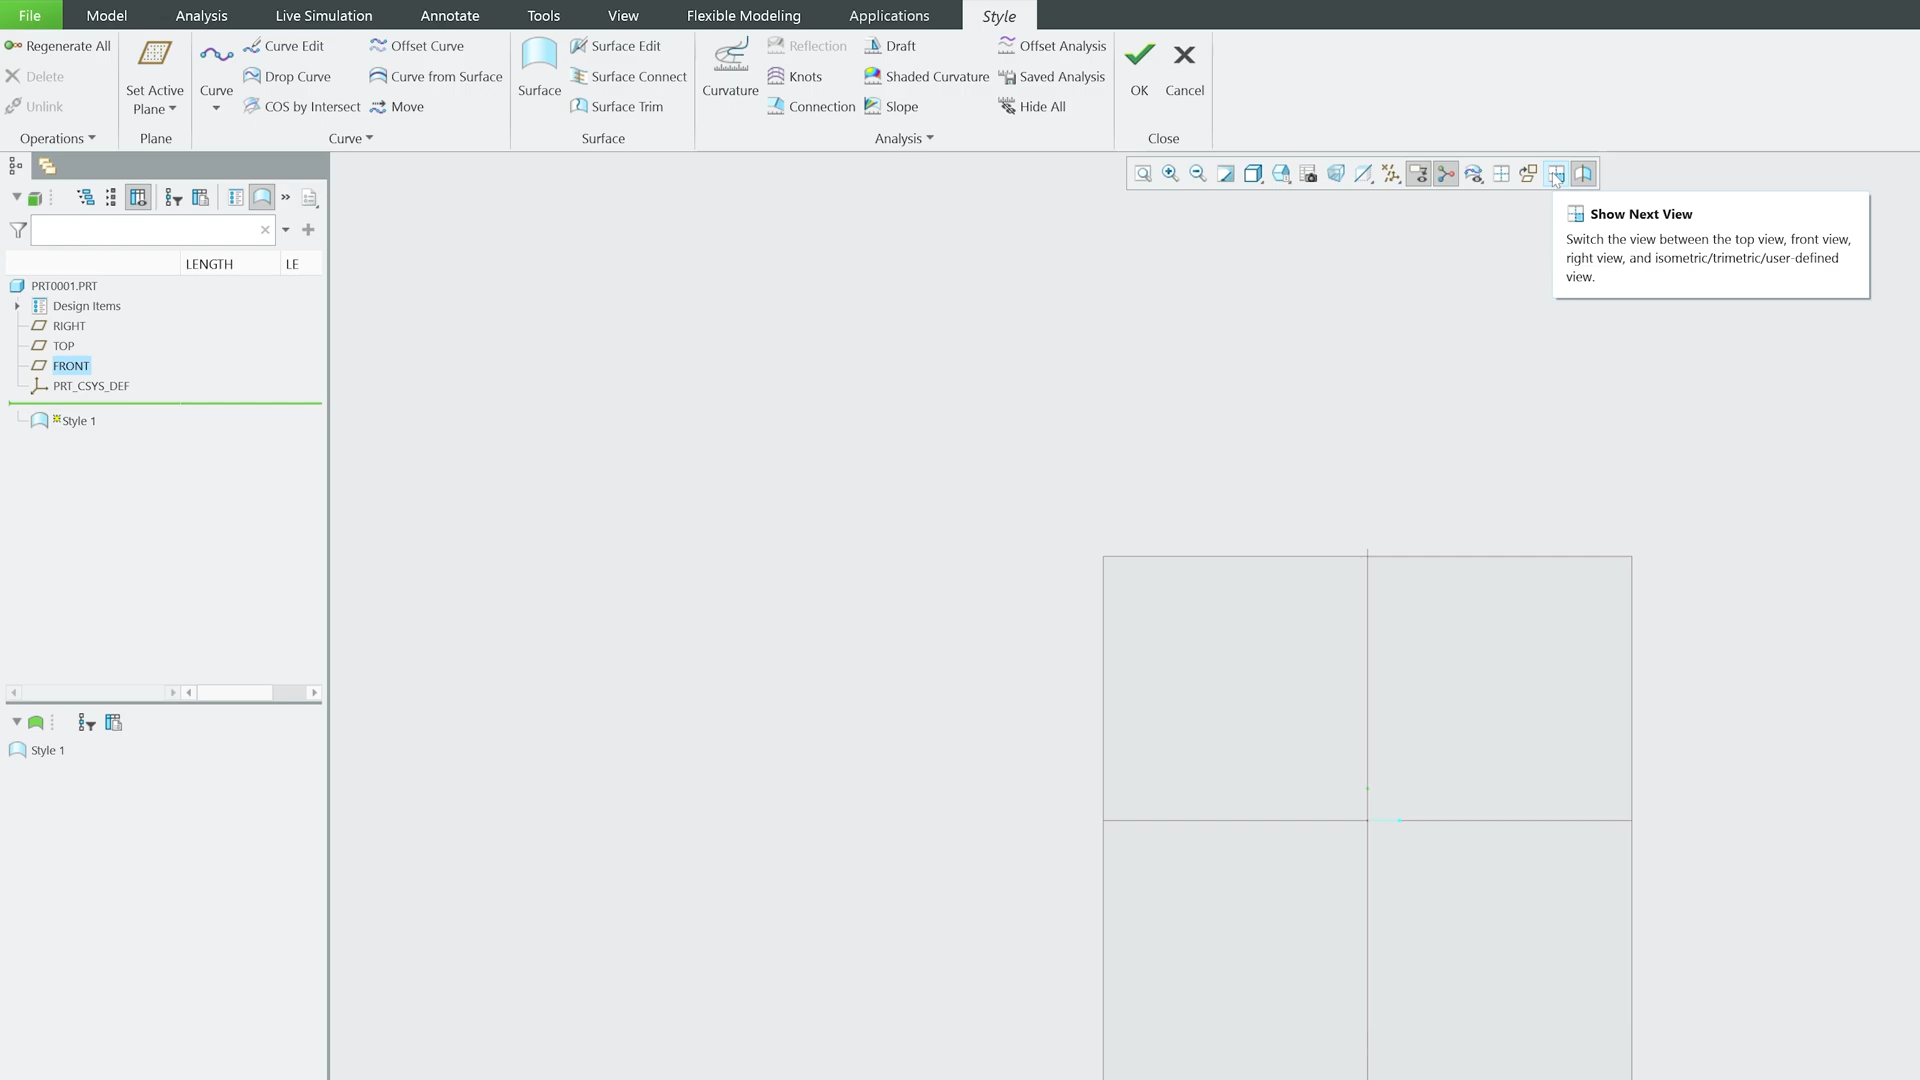 File Model Analysis Live Simulation Annotate Tools View Flexible Modeling Applications Style
Regenerate All
Delete
Unlink
Operations
Set Active
Plane
Plane
Curve
Curve Edit
Drop Curve
COS by Intersect
Offset Curve
Curve from Surface
Move
Curve
Surface
Surface Edit
Surface Connect
Surface Trim
Surface
Curvature
Reflection
Knots
Connection
Draft
Shaded Curvature
Slope
Offset Analysis
Saved Analysis
Hide All
Analysis
OK
Cancel
Close
Show Next View
Switch the view between the top view, front view,
right view, and isometric/trimetric/user-defined
view.
LENGTH LE
PRT0001.PRT
Design Items
RIGHT
TOP
FRONT
PRT_CSYS_DEF
Style 1
Style 1